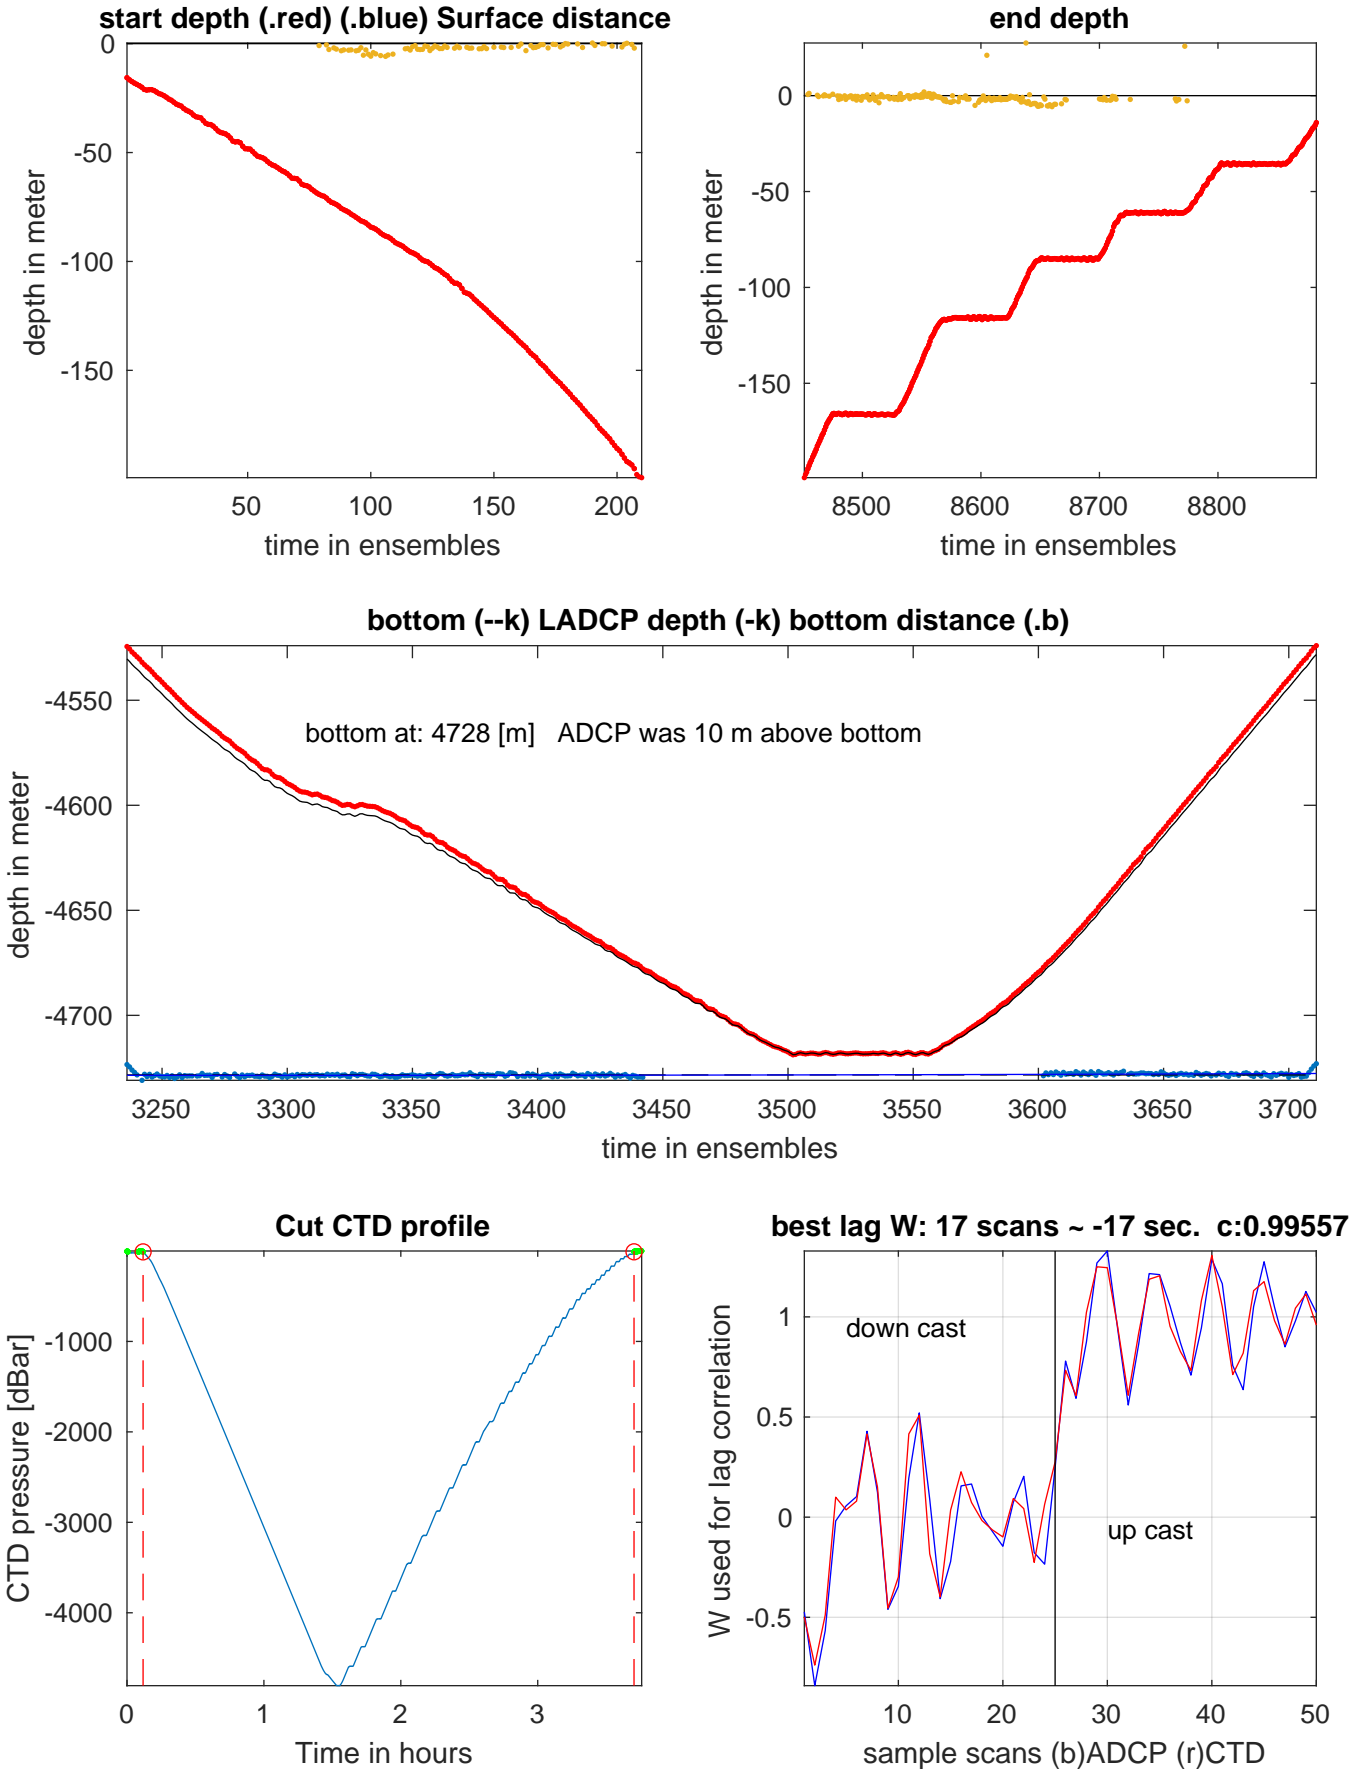 start depth (.red) (.blue) Surface distance
0
-50
-100
-150
depth in meter
50
100
150
200
time in ensembles
end depth
0
-50
-100
-150
depth in meter
8500
8600
8700
8800
time in ensembles
bottom (--k) LADCP depth (-k) bottom distance (.b)
bottom at: 4728 [m]   ADCP was 10 m above bottom
-4550
-4600
-4650
-4700
depth in meter
3250
3300
3350
3400
3450
3500
3550
3600
3650
3700
time in ensembles
Cut CTD profile
-1000
-2000
-3000
-4000
CTD pressure [dBar]
0
1
2
3
Time in hours
best lag W: 17 scans ~ -17 sec.  c:0.99557
down cast
up cast
1
0.5
0
-0.5
W used for lag correlation
10
20
30
40
50
sample scans (b)ADCP (r)CTD